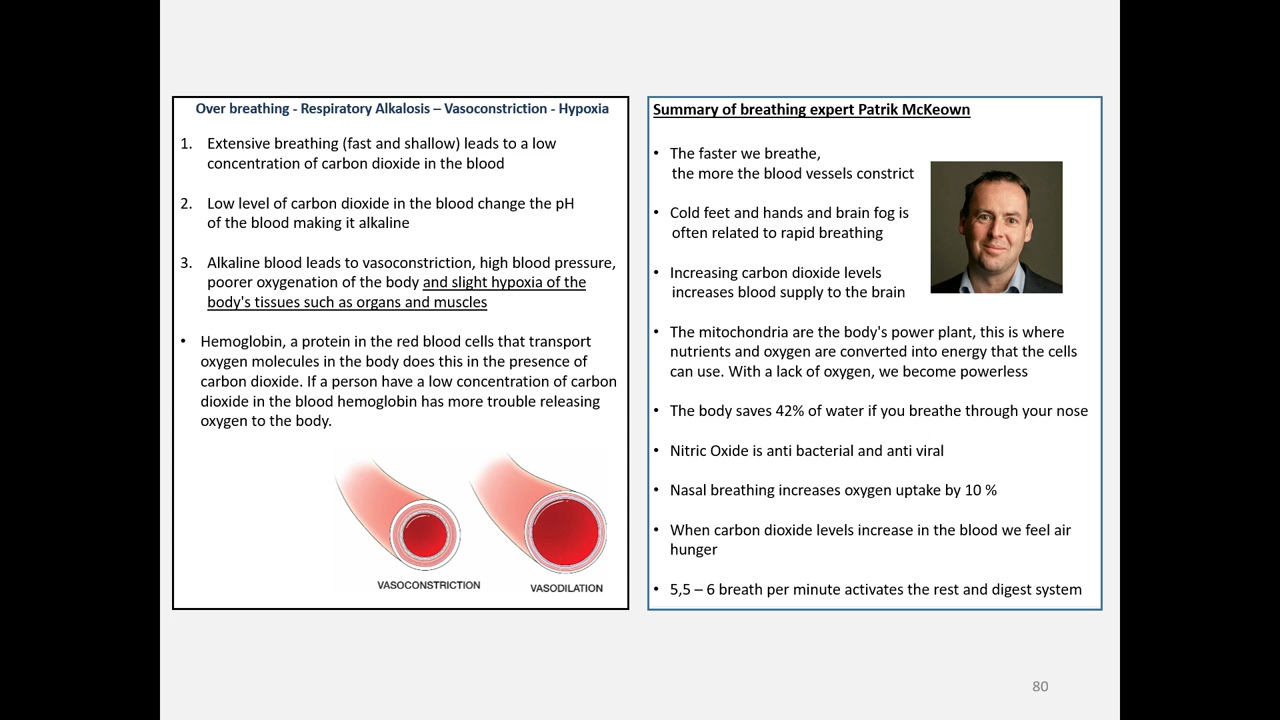 Over breathing - Respiratory Alkalosis – Vasoconstriction - Hypoxia
1. Extensive breathing (fast and shallow) leads to a low
concentration of carbon dioxide in the blood
2. Low level of carbon dioxide in the blood change the pH
of the blood making it alkaline
3. Alkaline blood leads to vasoconstriction, high blood pressure,
poorer oxygenation of the body and slight hypoxia of the
body's tissues such as organs and muscles
• Hemoglobin, a protein in the red blood cells that transport
oxygen molecules in the body does this in the presence of
carbon dioxide. If a person have a low concentration of carbon
dioxide in the blood hemoglobin has more trouble releasing
oxygen to the body.
VASOCONSTRICTION
VASODILATION
Summary of breathing expert Patrik McKeown
• The faster we breathe,
the more the blood vessels constrict
• Cold feet and hands and brain fog is
often related to rapid breathing
• Increasing carbon dioxide levels
increases blood supply to the brain
• The mitochondria are the body's power plant, this is where
nutrients and oxygen are converted into energy that the cells
can use. With a lack of oxygen, we become powerless
• The body saves 42% of water if you breathe through your nose
• Nitric Oxide is anti bacterial and anti viral
• Nasal breathing increases oxygen uptake by 10 %
• When carbon dioxide levels increase in the blood we feel air
hunger
• 5,5 – 6 breath per minute activates the rest and digest system
80